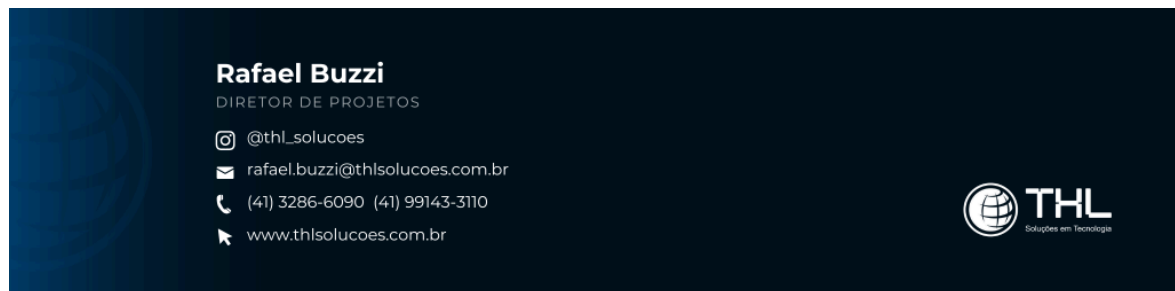 Rafael Buzzi
DIRETOR DE PROJETOS
@thl_solucoes
rafael.buzzi@thlsolucoes.com.br
(41) 3286-6090 (41) 99143-3110
www.thlsolucoes.com.br
THL
Soluções em Tecnologia